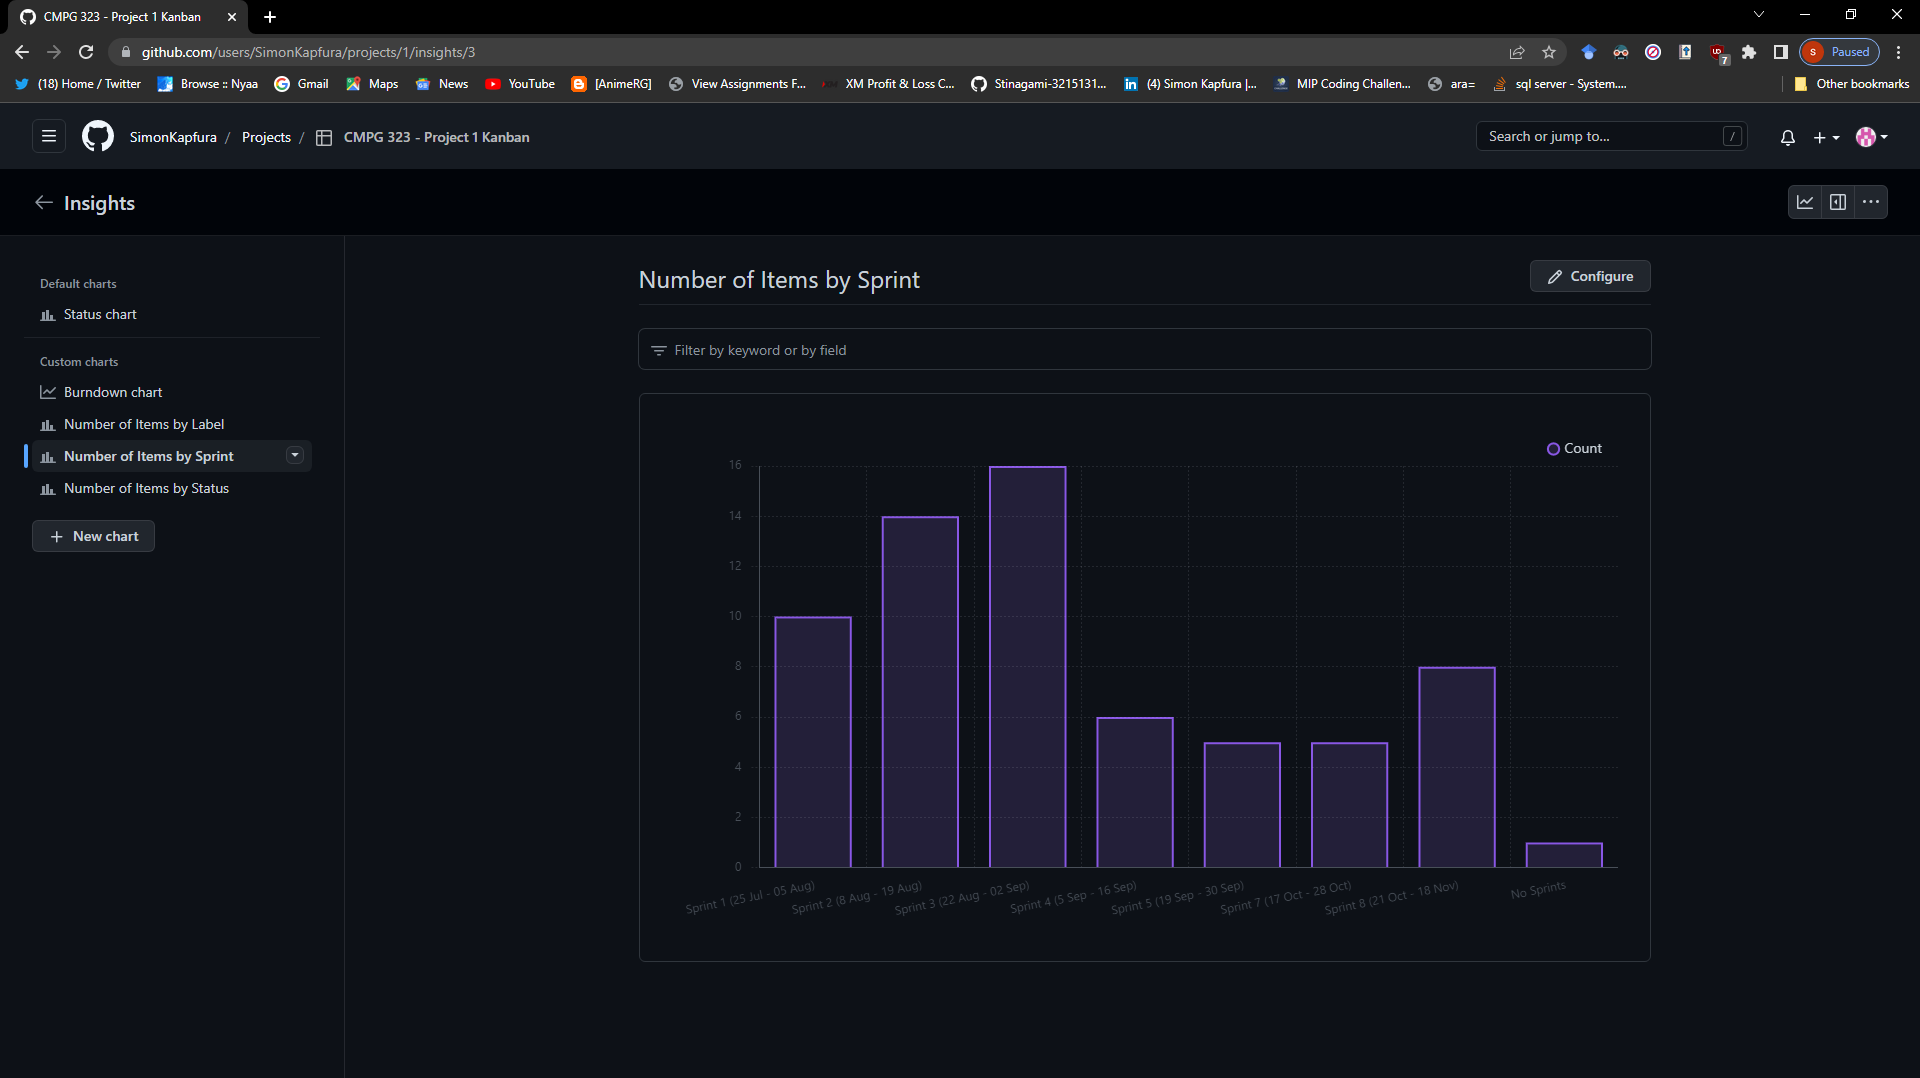 CMPG 323 - Project 1 Kanban
github.com/users/SimonKapfura/projects/1/insights/3
7
S
Paused
(18) Home / Twitter
Browse :: Nyaa
Gmail
Maps
News
YouTube
[AnimeRG]
View Assignments F...
XM Profit & Loss C...
Stinagami-3215131...
(4) Simon Kapfura |...
MIP Coding Challen...
ara=
sql server - System....
Other bookmarks
SimonKapfura / Projects / CMPG 323 - Project 1 Kanban
Search or jump to...
/
Insights
Default charts
Status chart
Custom charts
Burndown chart
Number of Items by Label
Number of Items by Sprint
Number of Items by Status
New chart
Number of Items by Sprint
Configure
Filter by keyword or by field
Count
16
14
12
10
8
6
4
2
0
Sprint 1 (25 Jul - 05 Aug)
Sprint 2 (8 Aug - 19 Aug)
Sprint 3 (22 Aug - 02 Sep)
Sprint 4 (5 Sep - 16 Sep)
Sprint 5 (19 Sep - 30 Sep)
Sprint 7 (17 Oct - 28 Oct)
Sprint 8 (21 Oct - 18 Nov)
No Sprints